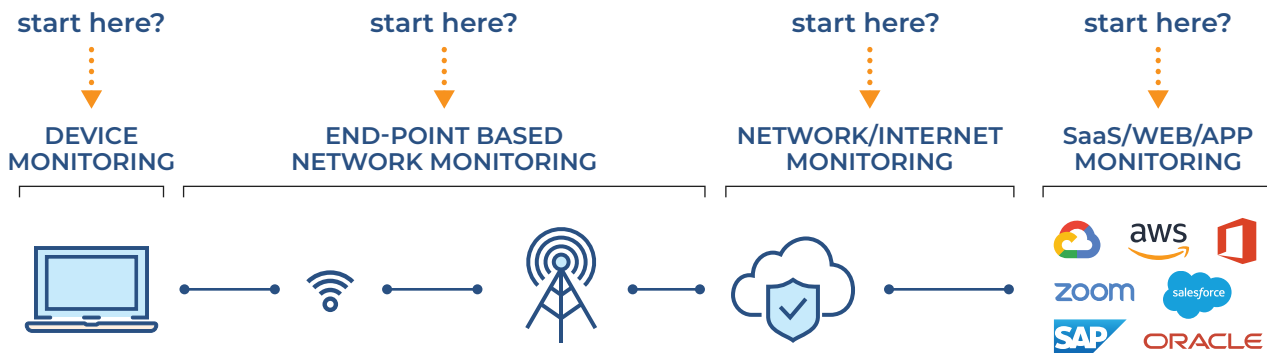 start here?
start here?
start here?
start here?
DEVICE
MONITORING
END-POINT BASED
NETWORK MONITORING
NETWORK/INTERNET
MONITORING
SaaS/WEB/APP
MONITORING
aws
zoom
salesforce
SAP
ORACLE